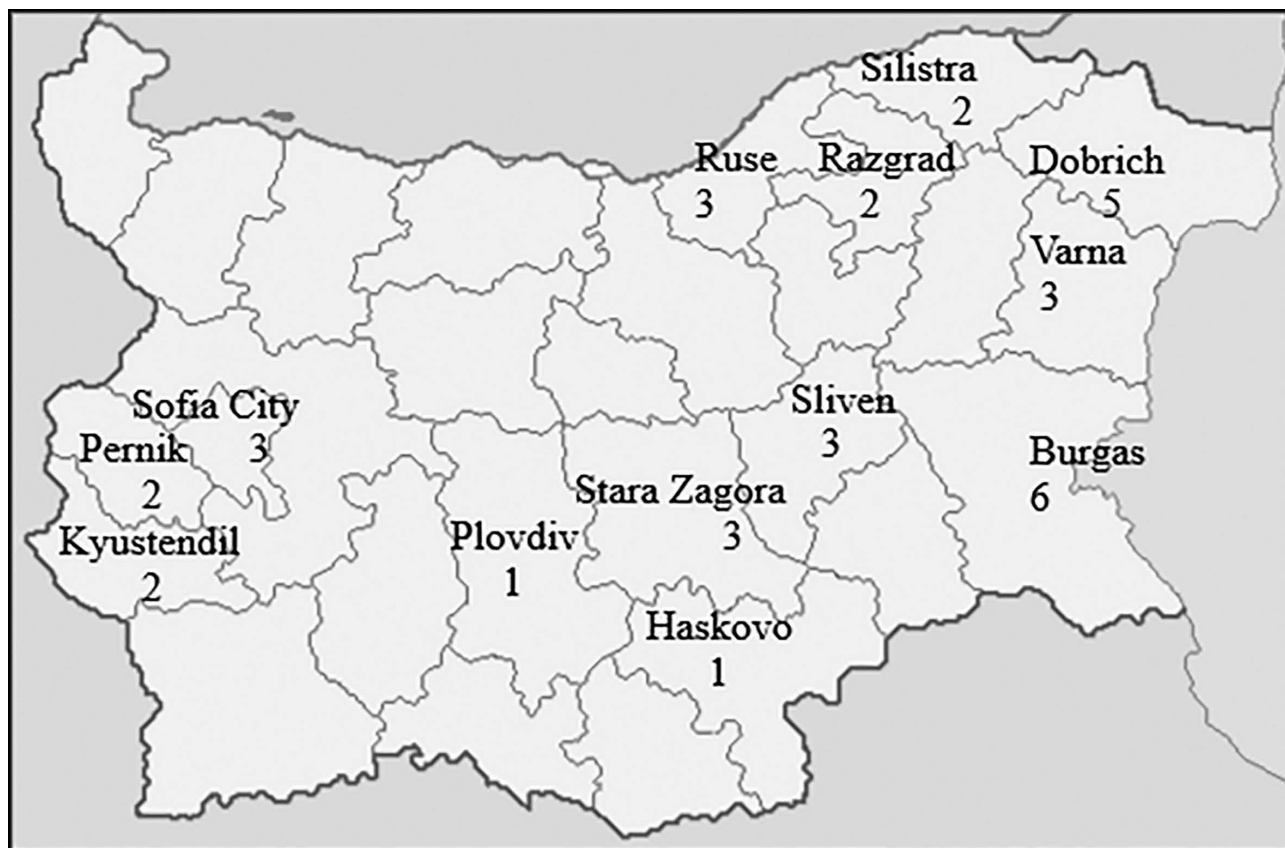 Silistra
2
Ruse
3
Razgrad
2
Dobrich
5
Varna
3
Sofia City
3
Pernik
2
Kyustendil
2
Sliven
3
Burgas
6
Stara Zagora
3
Plovdiv
1
Haskovo
1